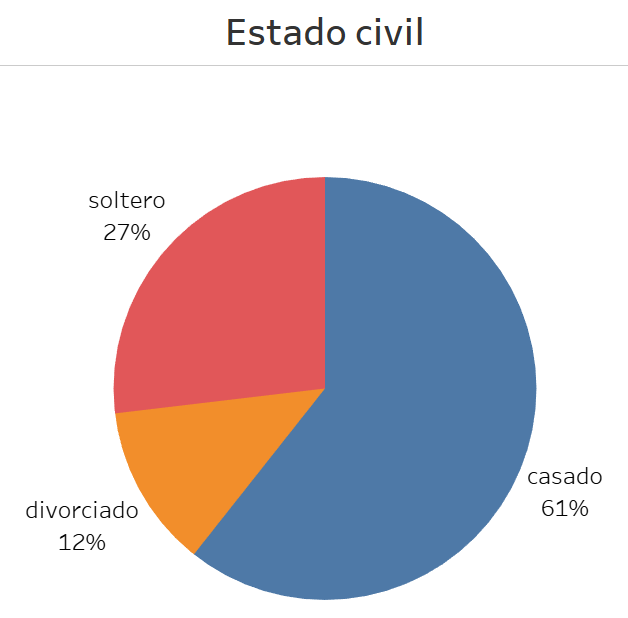 Estado civil
soltero
27%
casado
61%
divorciado
12%